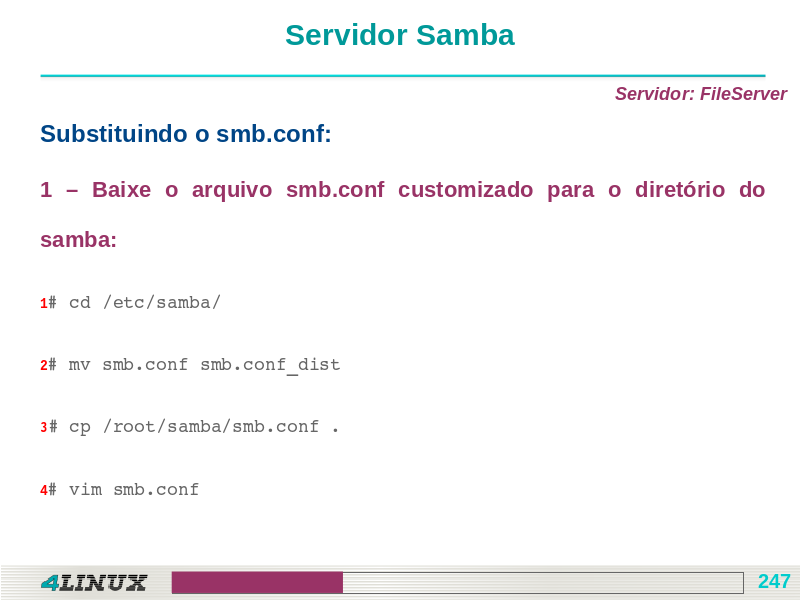 Servidor Samba
Servidor: FileServer
Substituindo o smb.conf:
1 – Baixe o arquivo smb.conf customizado para o diretório do
samba:
1# cd /etc/samba/
2# mv smb.conf smb.conf_dist
3# cp /root/samba/smb.conf .
4# vim smb.conf
4LINUX
247